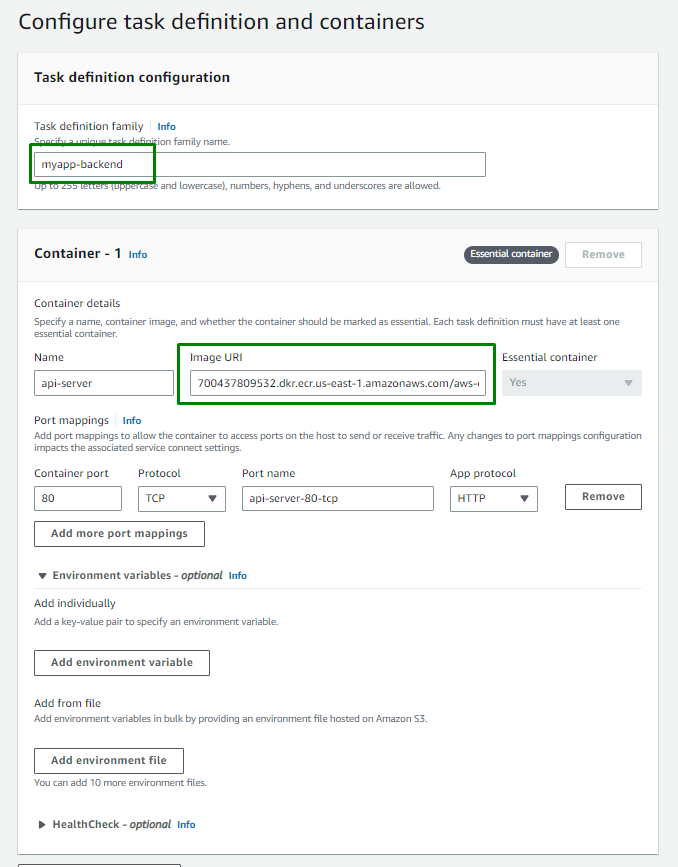 Configure task definition and containers
Task definition configuration
Task definition family Info
Specify a unique task definition family name.
myapp-backend
Up to 255 letters (uppercase and lowercase), numbers, hyphens, and underscores are allowed.
Container - 1 Info
Essential container
Remove
Container details
Specify a name, container image, and whether the container should be marked as essential. Each task definition must have at least one
essential container.
Name Image URI Essential container
api-server 700437809532.dkr.ecr.us-east-1.amazonaws.com/aws- Yes
Port mappings Info
Add port mappings to allow the container to access ports on the host to send or receive traffic. Any changes to port mappings configuration
impacts the associated service connect settings.
Container port Protocol Port name App protocol
80 TCP api-server-80-tcp HTTP Remove
Add more port mappings
Environment variables - optional Info
Add individually
Add a key-value pair to specify an environment variable.
Add environment variable
Add from file
Add environment variables in bulk by providing an environment file hosted on Amazon S3.
Add environment file
You can add 10 more environment files.
HealthCheck - optional Info